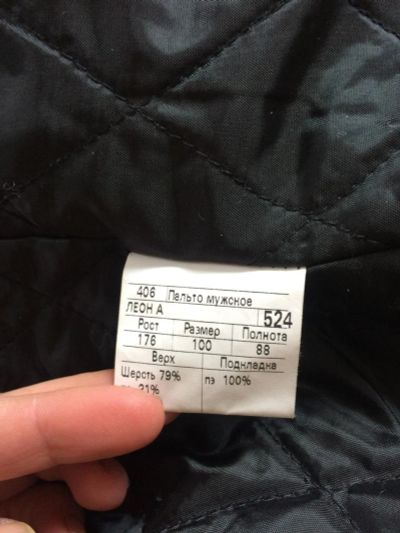 406 Пальто мужское
ЛЕОН А 524
Рост Размер Полнота
176 100 88
Верх Подкладка
Шерсть 79% пэ 100%
21%